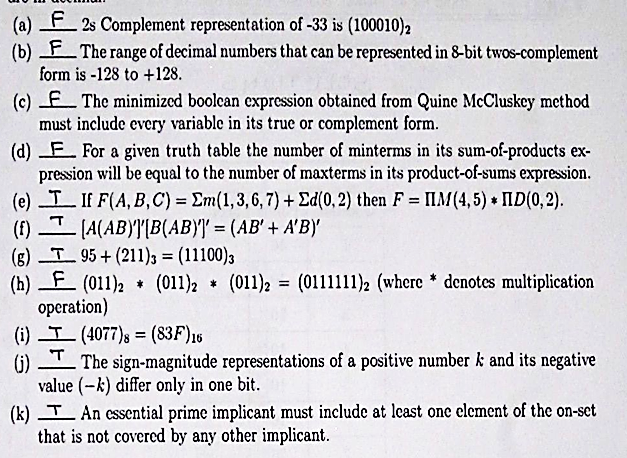 (a) F 2s Complement representation of -33 is (100010)₂
(b) F The range of decimal numbers that can be represented in 8-bit twos-complement
form is -128 to +128.
(c) F The minimized boolean expression obtained from Quine McCluskey method
must include every variable in its true or complement form.
(d) F For a given truth table the number of minterms in its sum-of-products ex-
pression will be equal to the number of maxterms in its product-of-sums expression.
(e) T If F(A, B, C) = Σm(1, 3, 6, 7) + Σd(0, 2) then F = ΠM(4, 5) * ΠD(0, 2).
(f) T [A(AB)']'[B(AB)']' = (AB' + A'B)'
(g) T 95 + (211)₃ = (11100)₃
(h) F (011)₂ * (011)₂ * (011)₂ = (0111111)₂ (where * denotes multiplication
operation)
(i) T (4077)₈ = (83F)₁₆
(j) T The sign-magnitude representations of a positive number k and its negative
value (−k) differ only in one bit.
(k) T An essential prime implicant must include at least one element of the on-set
that is not covered by any other implicant.